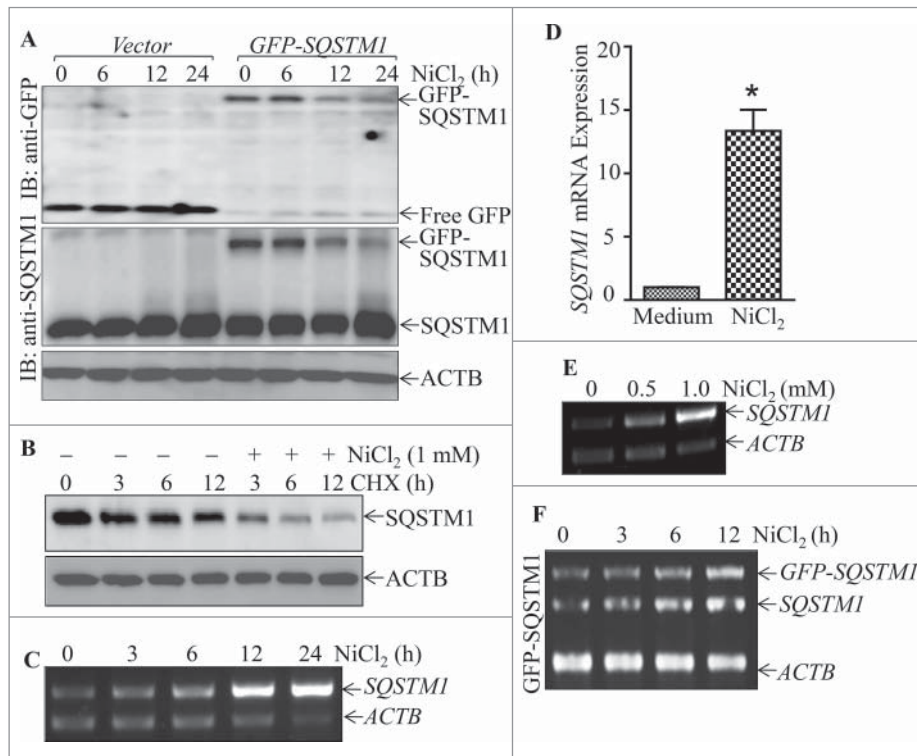 A
Vector GFP-SQSTM1
0 6 12 24 0 6 12 24 NiCl2 (h)
IB: anti-GFP
GFP-
SQSTM1
Free GFP
IB: anti-SQSTM1
GFP-
SQSTM1
SQSTM1
ACTB
B
– – – – + + + NiCl2 (1 mM)
0 3 6 12 3 6 12 CHX (h)
SQSTM1
ACTB
C
0 3 6 12 24 NiCl2 (h)
SQSTM1
ACTB
D
SQSTM1 mRNA Expression
20
15
10
5
0
*
Medium NiCl2
E
0 0.5 1.0 NiCl2 (mM)
SQSTM1
ACTB
F
0 3 6 12 NiCl2 (h)
GFP-SQSTM1
GFP-SQSTM1
SQSTM1
ACTB